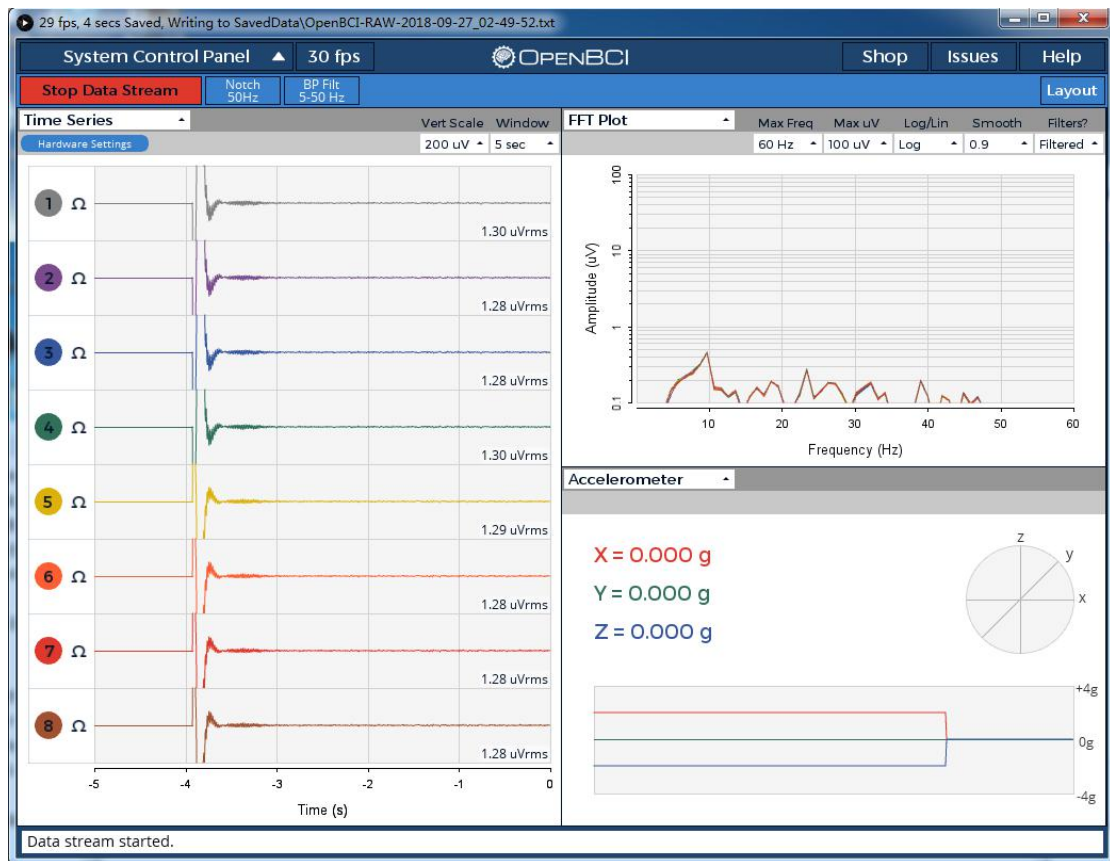 29 fps, 4 secs Saved, Writing to SavedData\OpenBCI-RAW-2018-09-27_02-49-52.txt
System Control Panel 30 fps OPENBCI Shop Issues Help
Stop Data Stream Notch 50Hz BP Filt 5-50 Hz Layout
Time Series Vert Scale Window
Hardware Settings 200 uV 5 sec
1 Ω
1.30 uVrms
2 Ω
1.28 uVrms
3 Ω
1.28 uVrms
4 Ω
1.30 uVrms
5 Ω
1.29 uVrms
6 Ω
1.28 uVrms
7 Ω
1.28 uVrms
8 Ω
1.28 uVrms
-5 -4 -3 -2 -1 0
Time (s)
FFT Plot Max Freq Max uV Log/Lin Smooth Filters?
60 Hz 100 uV Log 0.9 Filtered
100
10
1
0.1
Amplitude (uV)
10 20 30 40 50 60
Frequency (Hz)
Accelerometer
X = 0.000 g
Y = 0.000 g
Z = 0.000 g
z
y
x
+4g
0g
-4g
Data stream started.